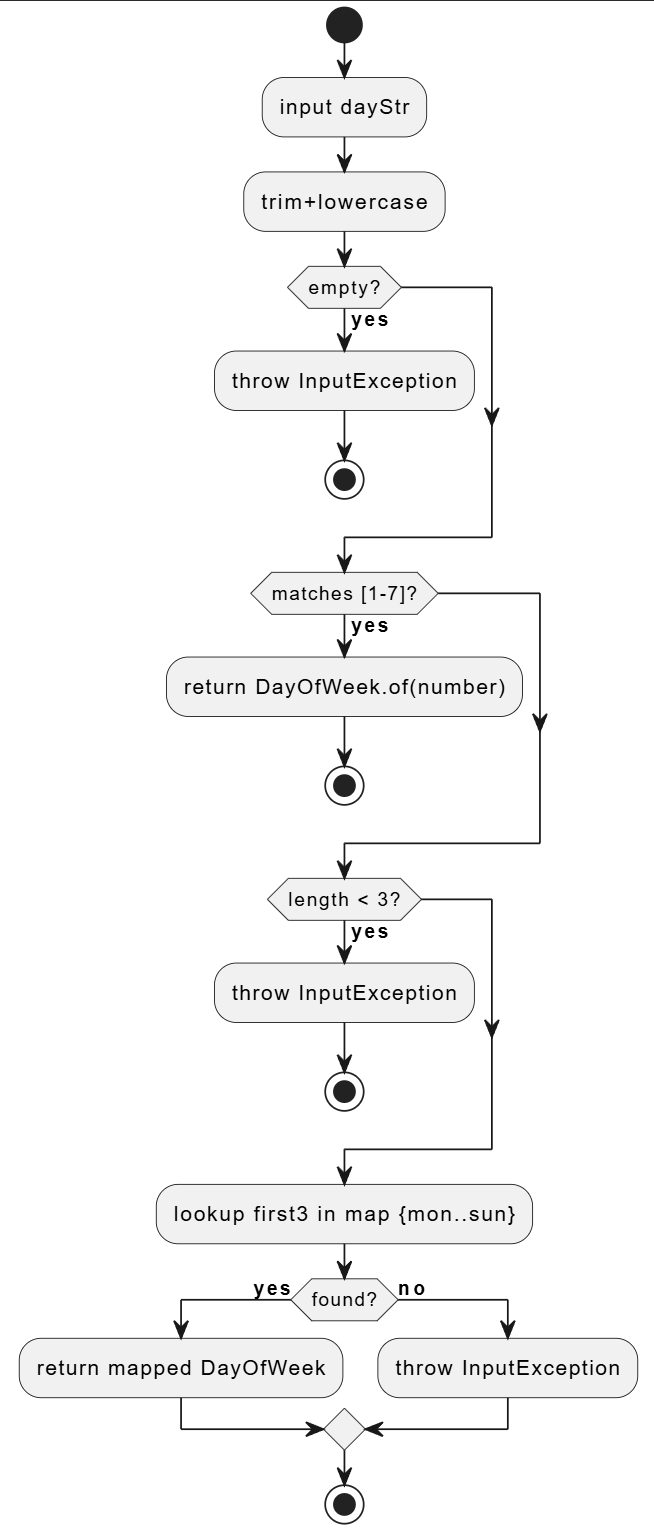 input dayStr
trim+lowercase
empty?
yes
throw InputException
matches [1-7]?
yes
return DayOfWeek.of(number)
length < 3?
yes
throw InputException
lookup first3 in map {mon..sun}
yes
found?
no
return mapped DayOfWeek
throw InputException